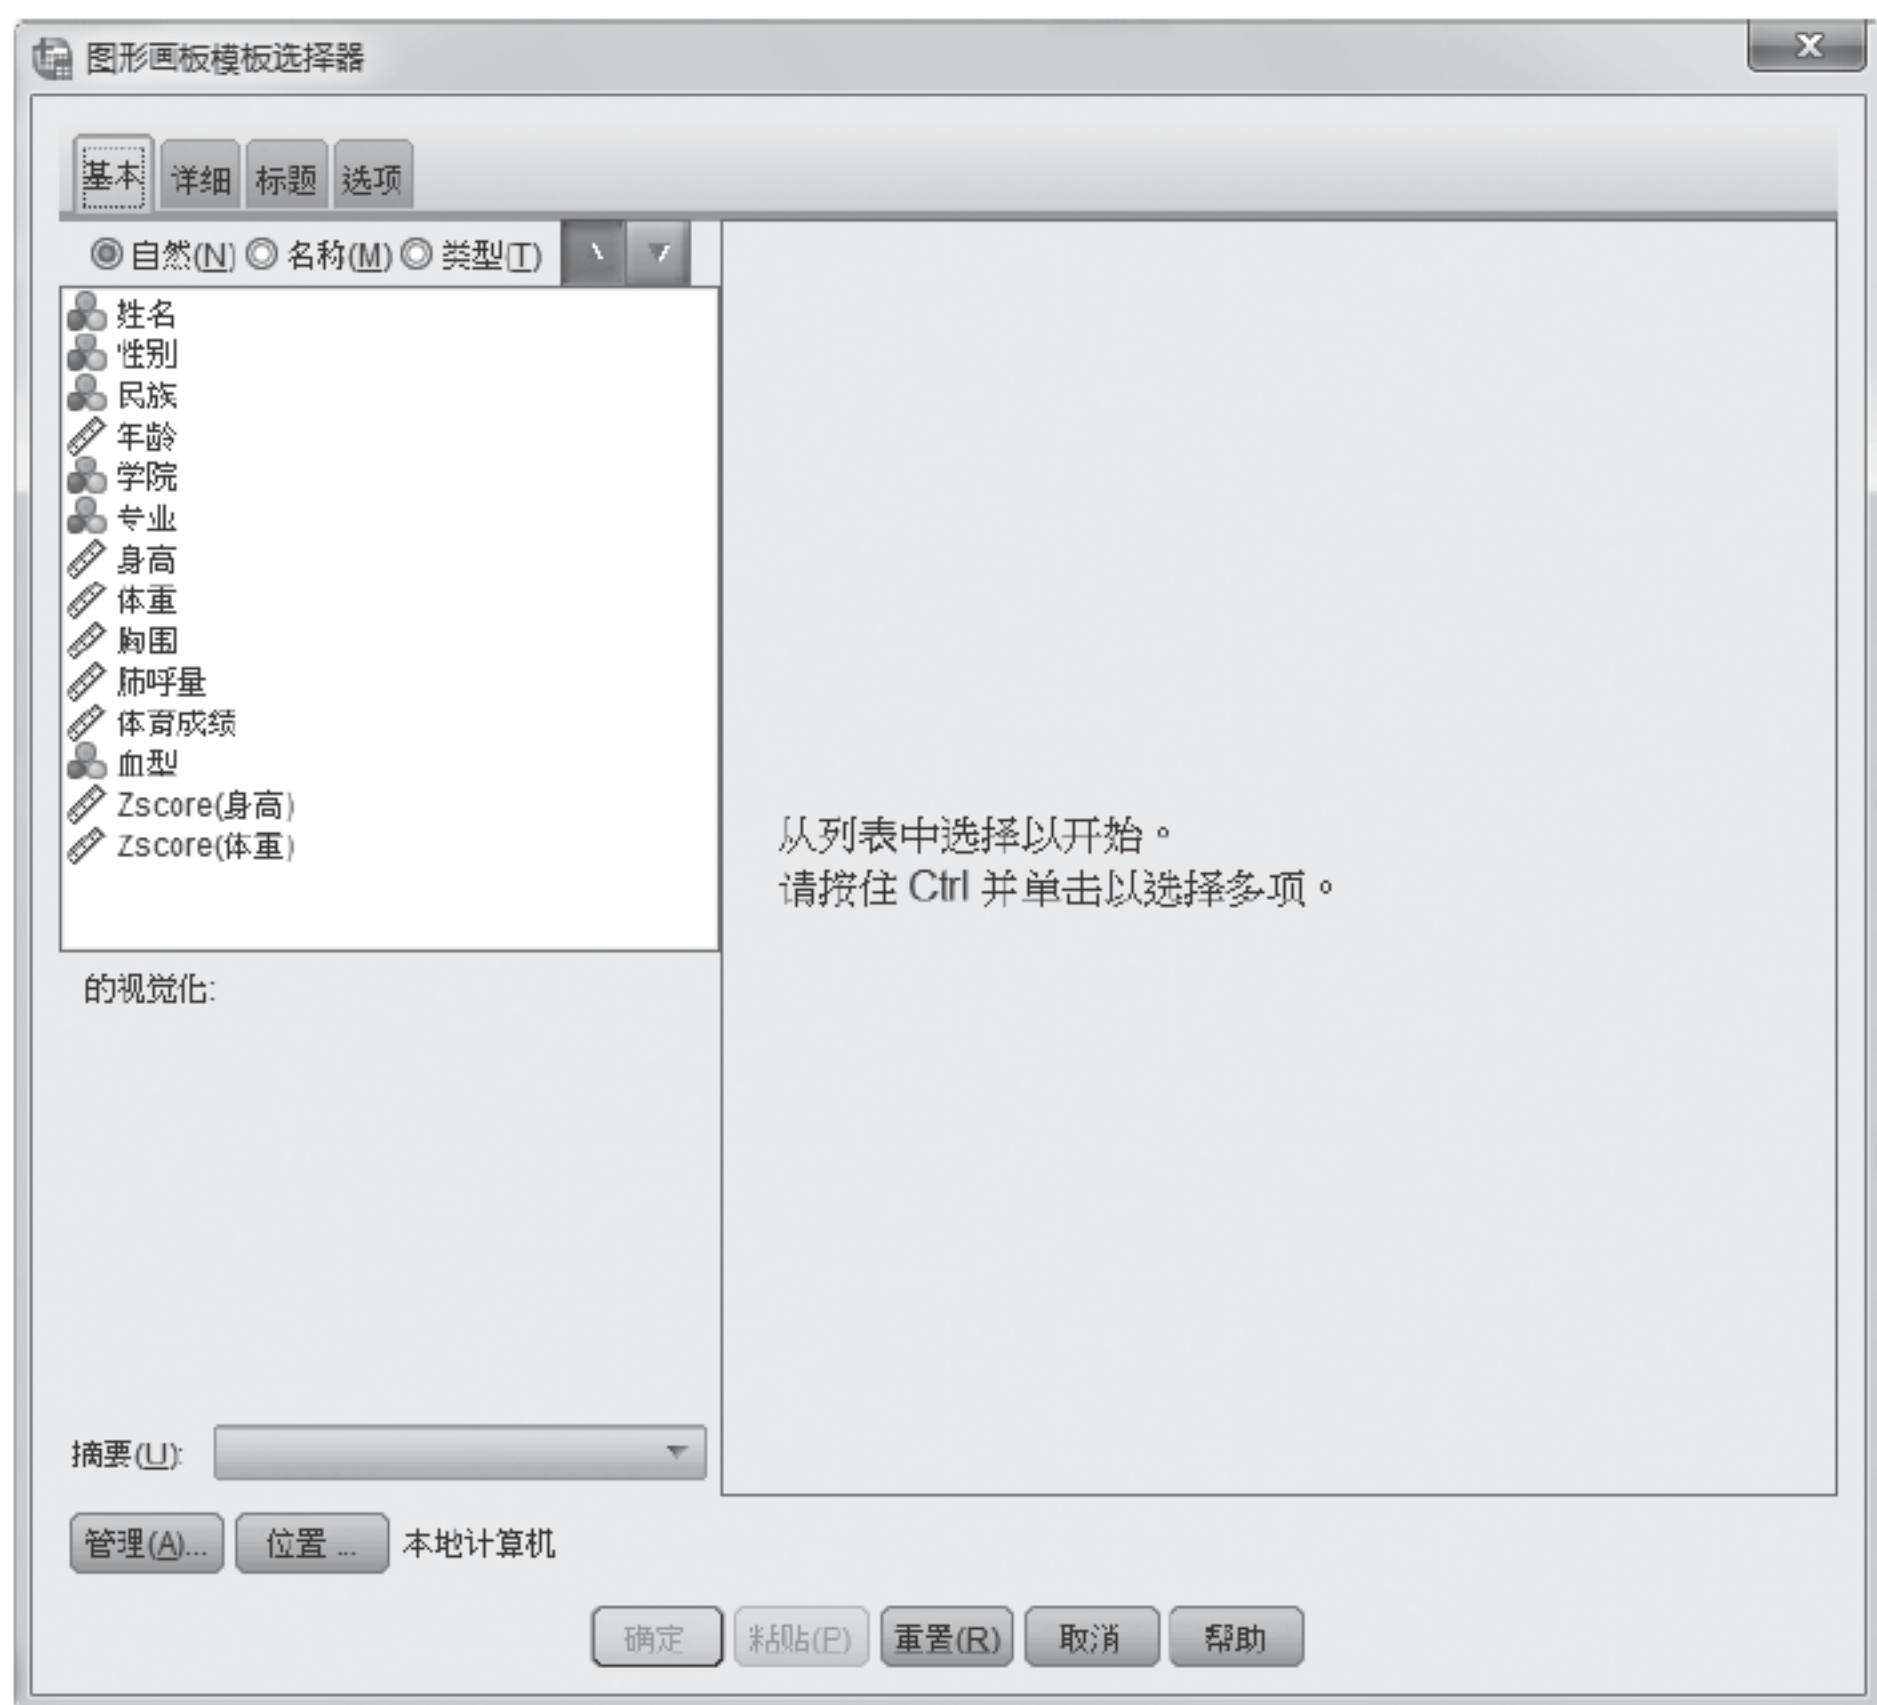 图形画板模板选择器
基本 详细 标题 选项
自然(N) 名称(M) 类型(T)
姓名
性别
民族
年龄
学院
专业
身高
体重
胸围
肺呼量
体育成绩
血型
Zscore(身高)
Zscore(体重)
从列表中选择以开始。
请按住 Ctrl 并单击以选择多项。
的视觉化:
摘要(U):
管理(A)... 位置 ... 本地计算机
确定 粘贴(P) 重置(R) 取消 帮助